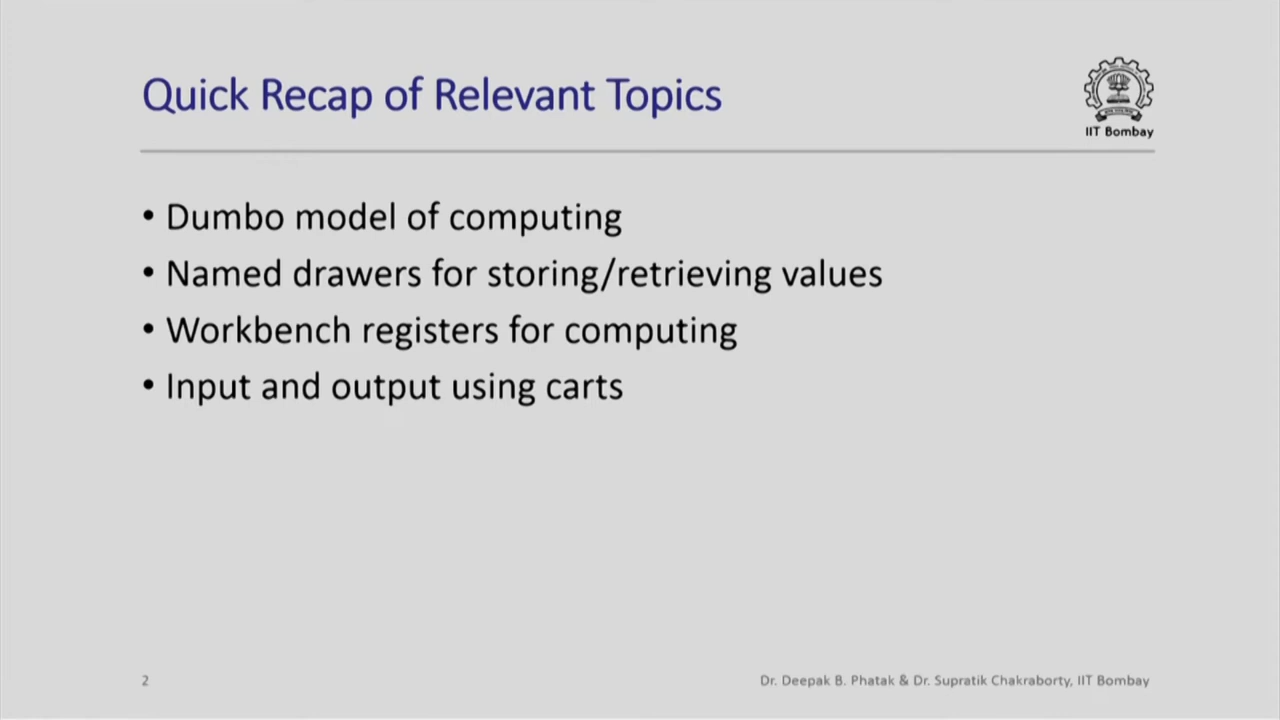 Quick Recap of Relevant Topics
IIT Bombay
• Dumbo model of computing
• Named drawers for storing/retrieving values
• Workbench registers for computing
• Input and output using carts
2
Dr. Deepak B. Phatak & Dr. Supratik Chakraborty, IIT Bombay